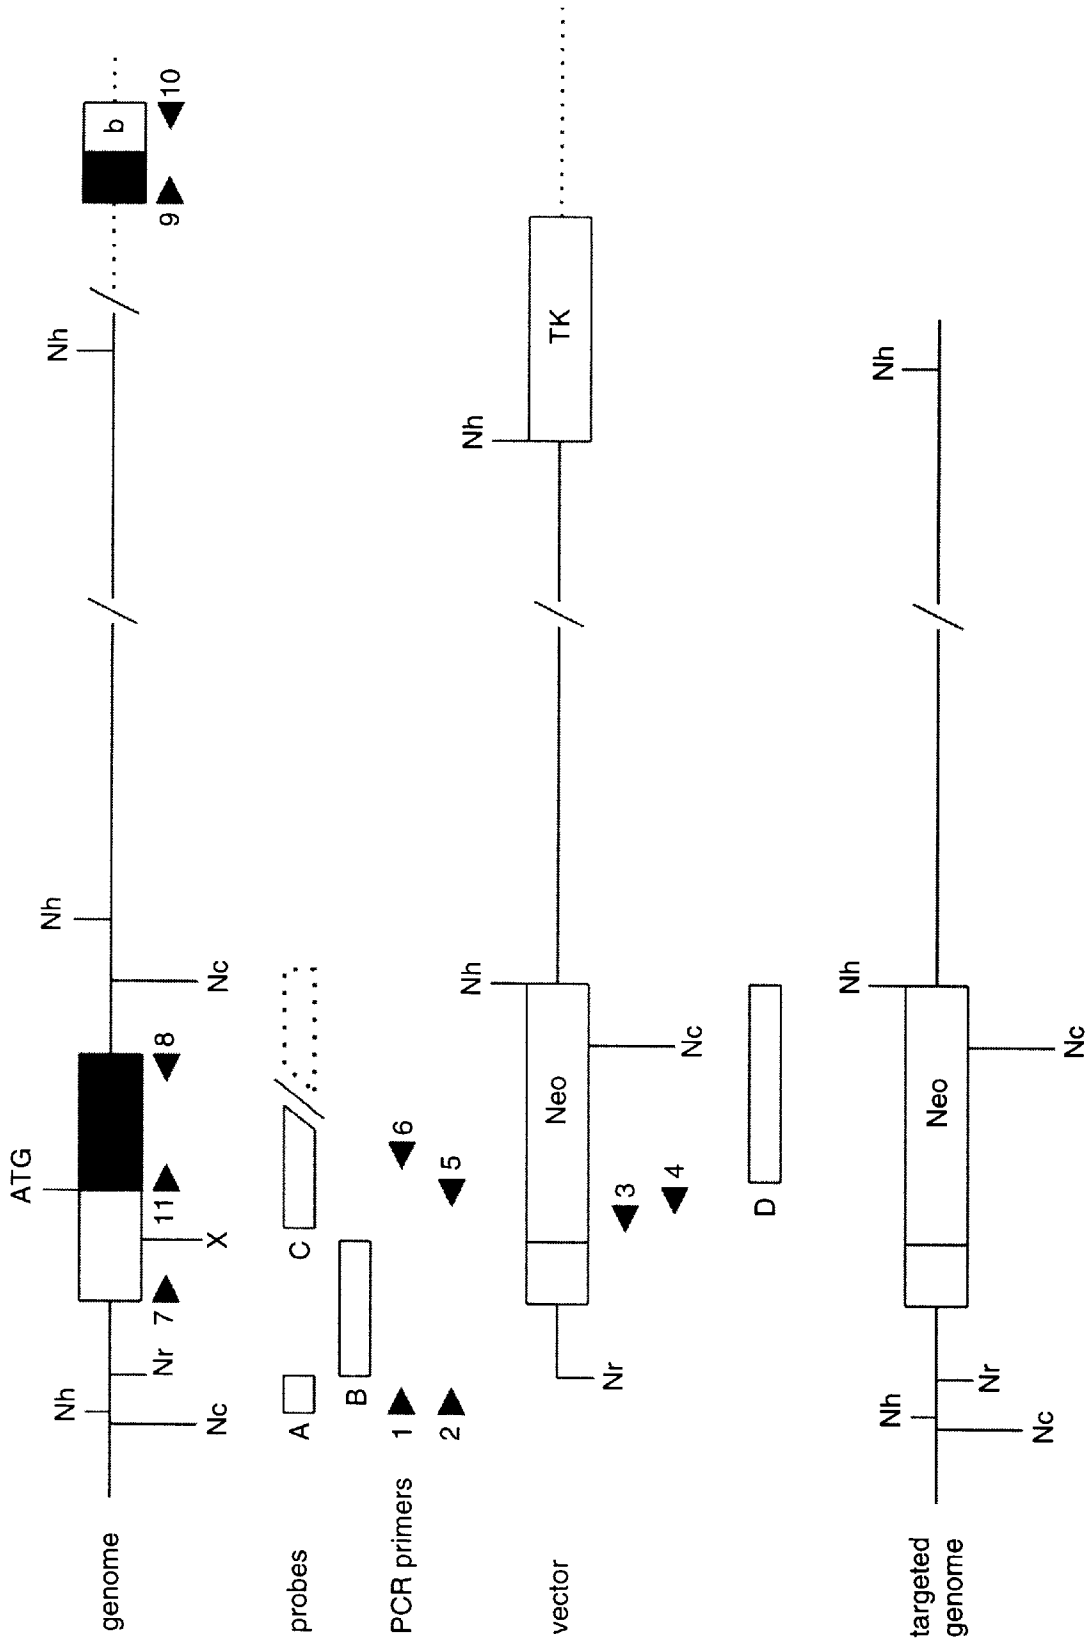 genome
Nh
Nc
Nr
7
X
11
ATG
8
Nc
Nh
Nh
9
b
10
probes
A
B
C
PCR primers
1
2
5
6
vector
Nr
Neo
Nh
Nc
3
4
Nh
TK
D
targeted
genome
Nh
Nc
Nr
Neo
Nh
Nc
Nh